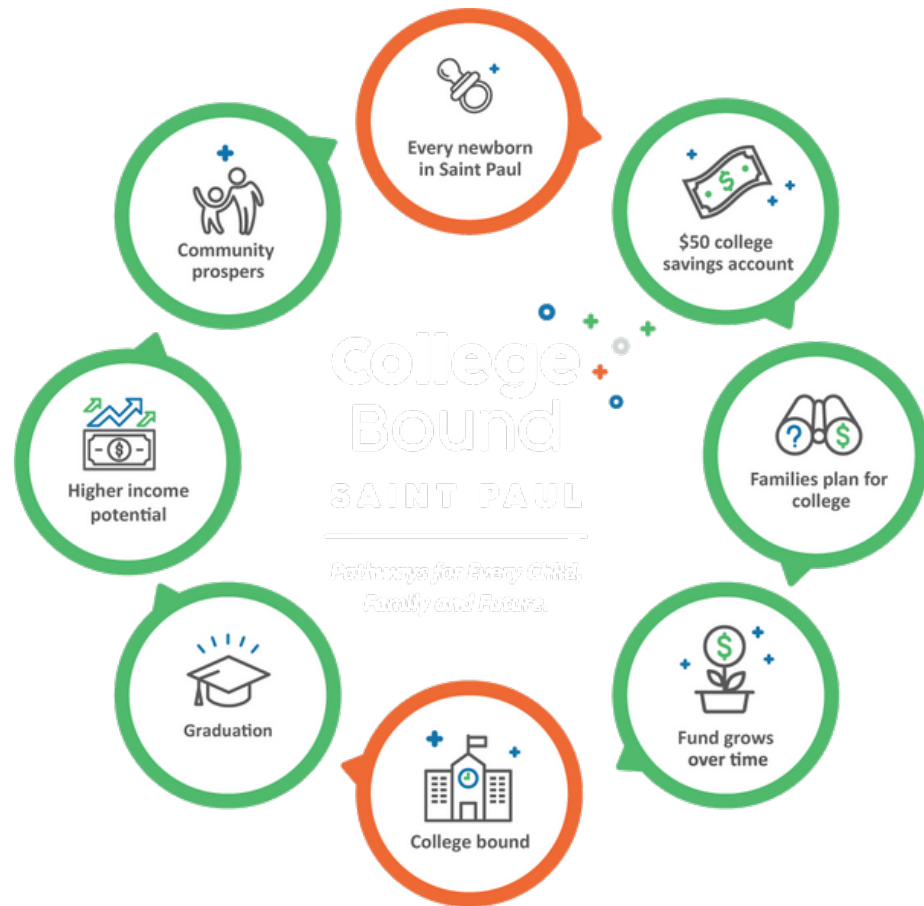 Every newborn
in Saint Paul
$50 college
savings account
Families plan for
college
Fund grows
over time
College bound
Graduation
Higher income
potential
Community
prospers
College
Bound
SAINT PAUL
Pathways for Every Child,
Family and Future.